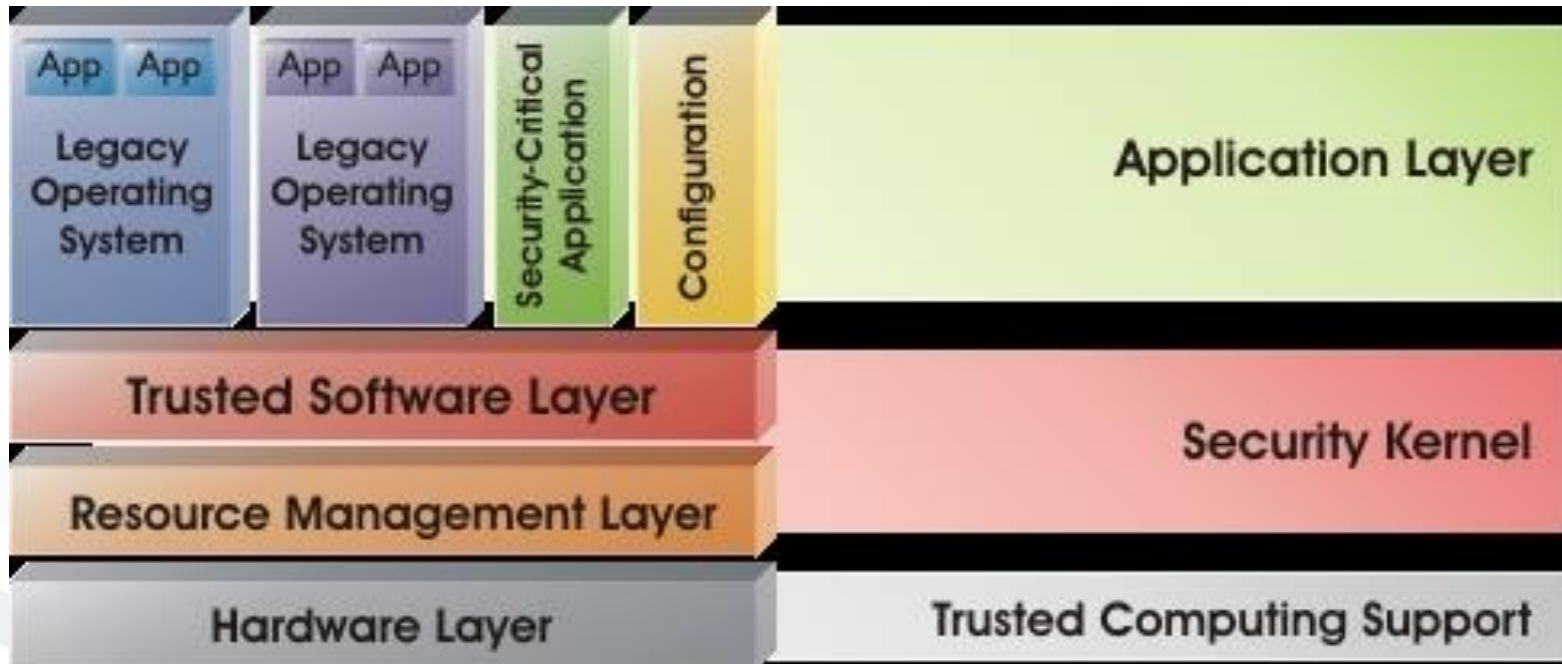 App App
Legacy
Operating
System
App App
Legacy
Operating
System
Security-Critical
Application
Configuration
Application Layer
Trusted Software Layer
Security Kernel
Resource Management Layer
Hardware Layer
Trusted Computing Support